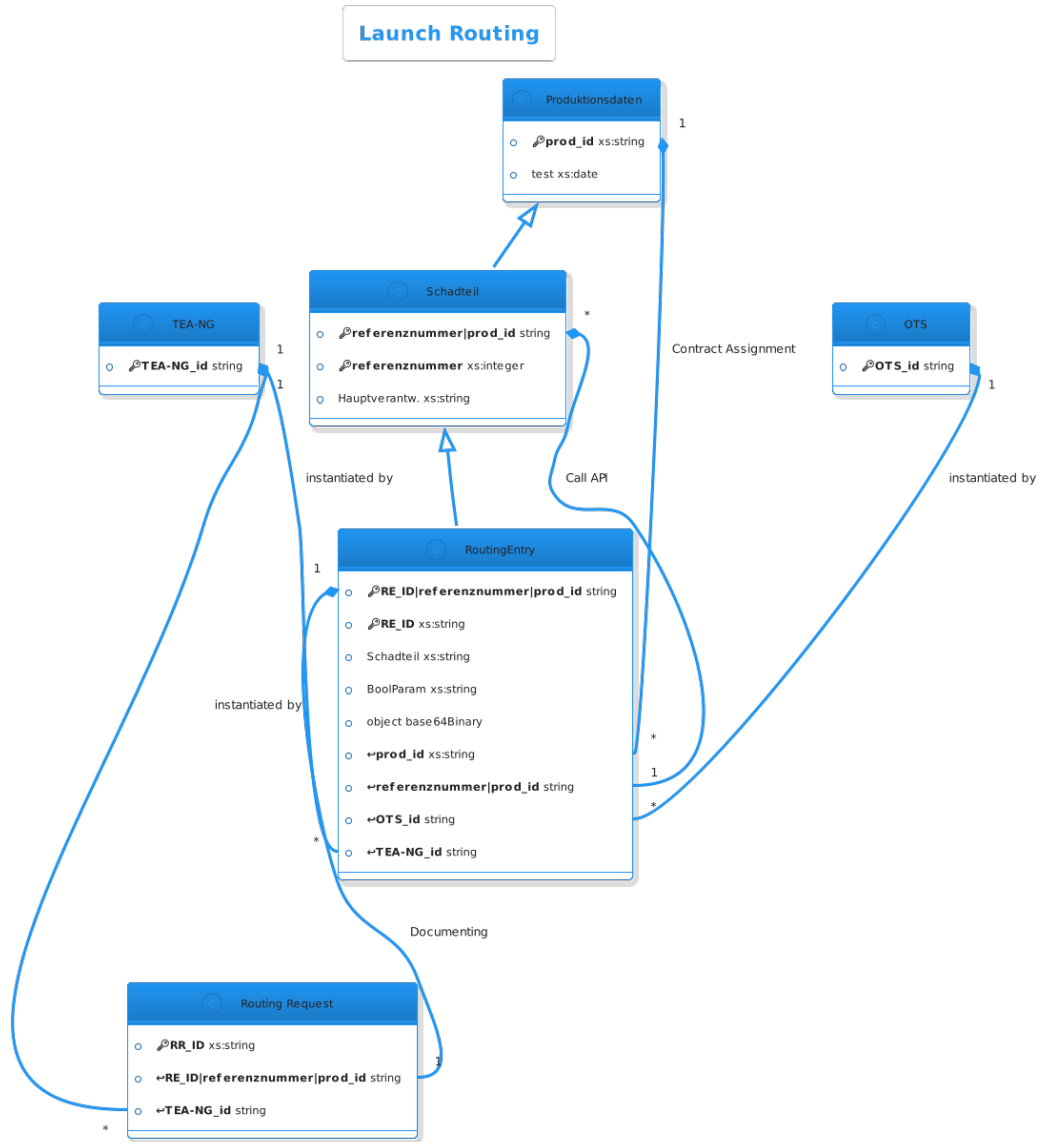 Launch Routing
Produktionsdaten
prod_id xs:string
test xs:date
1
Schadteil
referenznummer|prod_id string
referenznummer xs:integer
Hauptverantw. xs:string
*
TEA-NG
TEA-NG_id string
1
1
OTS
OTS_id string
1
Contract Assignment
instantiated by
Call API
instantiated by
RoutingEntry
RE_ID|referenznummer|prod_id string
RE_ID xs:string
Schadteil xs:string
BoolParam xs:string
object base64Binary
↩prod_id xs:string
↩referenznummer|prod_id string
↩OTS_id string
↩TEA-NG_id string
1
instantiated by
*
1
*
*
Documenting
Routing Request
RR_ID xs:string
↩RE_ID|referenznummer|prod_id string
↩TEA-NG_id string
1
*